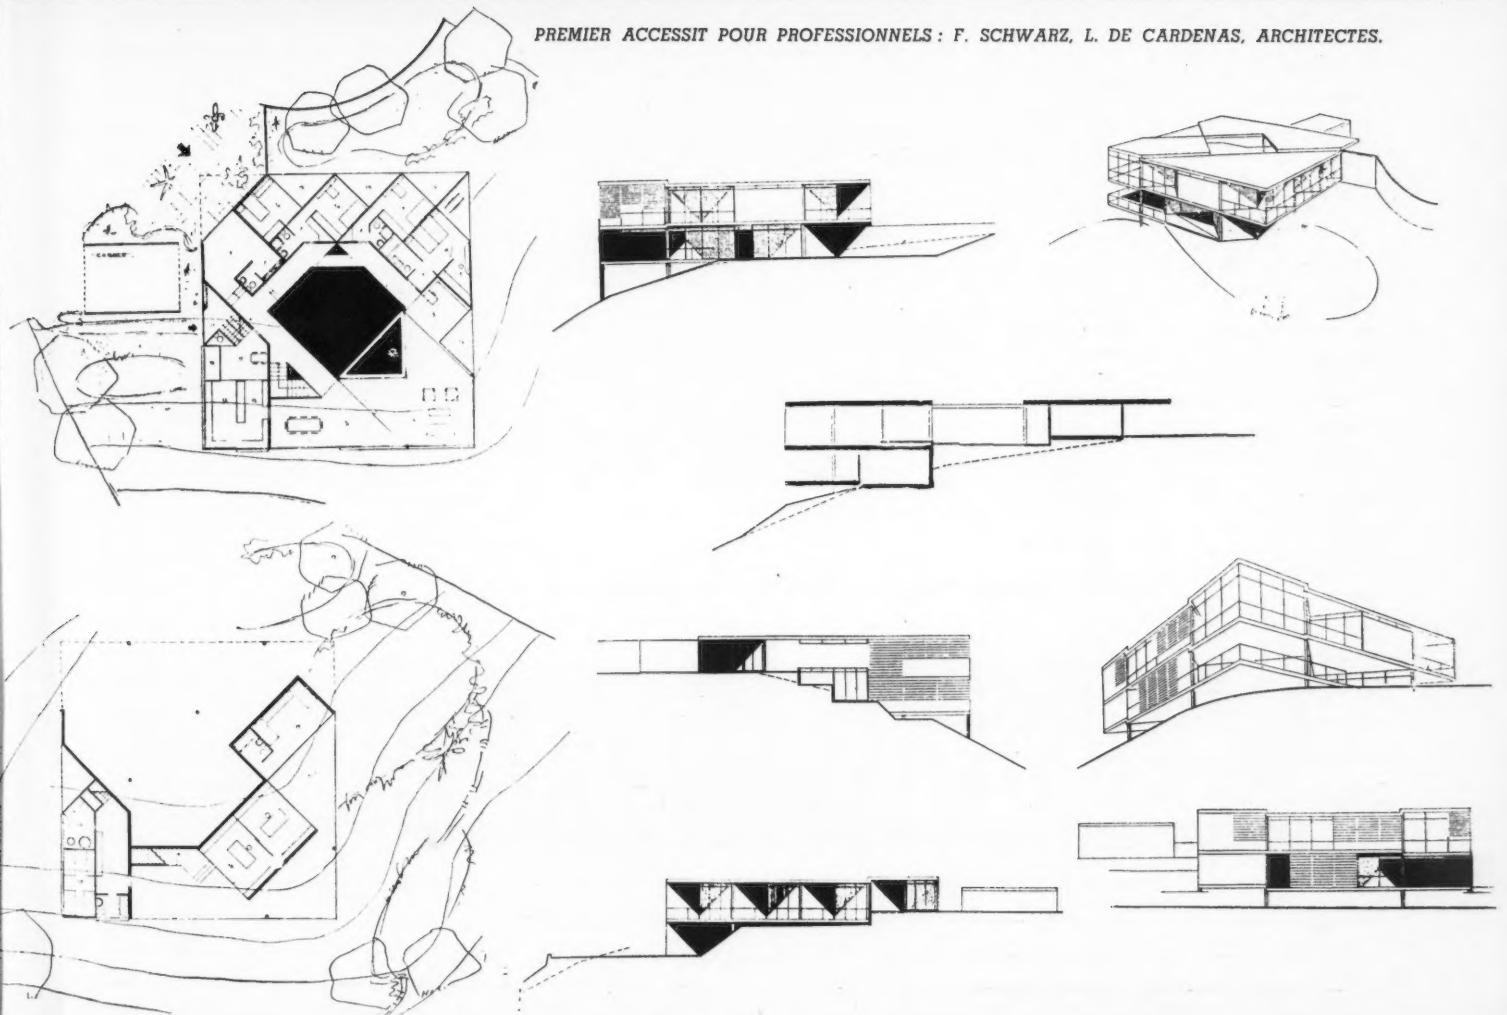 PREMIER ACCESSIT POUR PROFESSIONNELS : F. SCHWARZ, L. DE CARDENAS, ARCHITECTES.